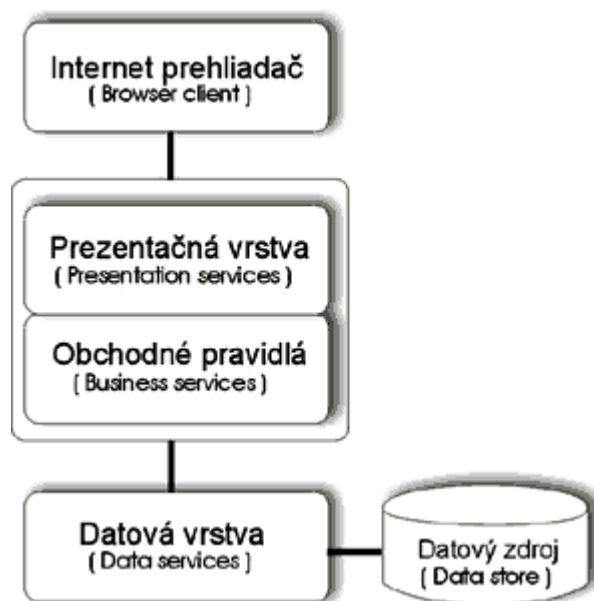 Internet prehliadač
( Browser client )
Prezentačná vrstva
( Presentation services )
Obchodné pravidlá
( Business services )
Datová vrstva
( Data services )
Datový zdroj
( Data store )